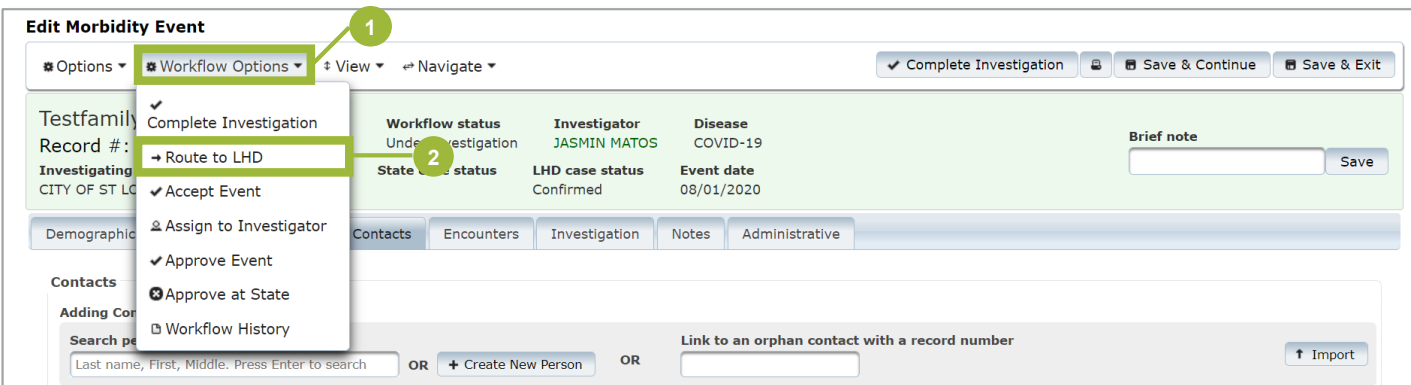 Edit Morbidity Event
1
Options Workflow Options View Navigate Complete Investigation Save & Continue Save & Exit
Complete Investigation
Route to LHD
2
Accept Event
Assign to Investigator
Approve Event
Approve at State
Workflow History
Testfamily
Record #:
Investigating
CITY OF ST LO
Workflow status Investigator Disease
JASMIN MATOS COVID-19
State status LHD case status Event date
Confirmed 08/01/2020
Brief note
Save
Demographic Contacts Encounters Investigation Notes Administrative
Contacts
Adding Con
Search pe Link to an orphan contact with a record number
Last name, First, Middle. Press Enter to search OR + Create New Person OR Import